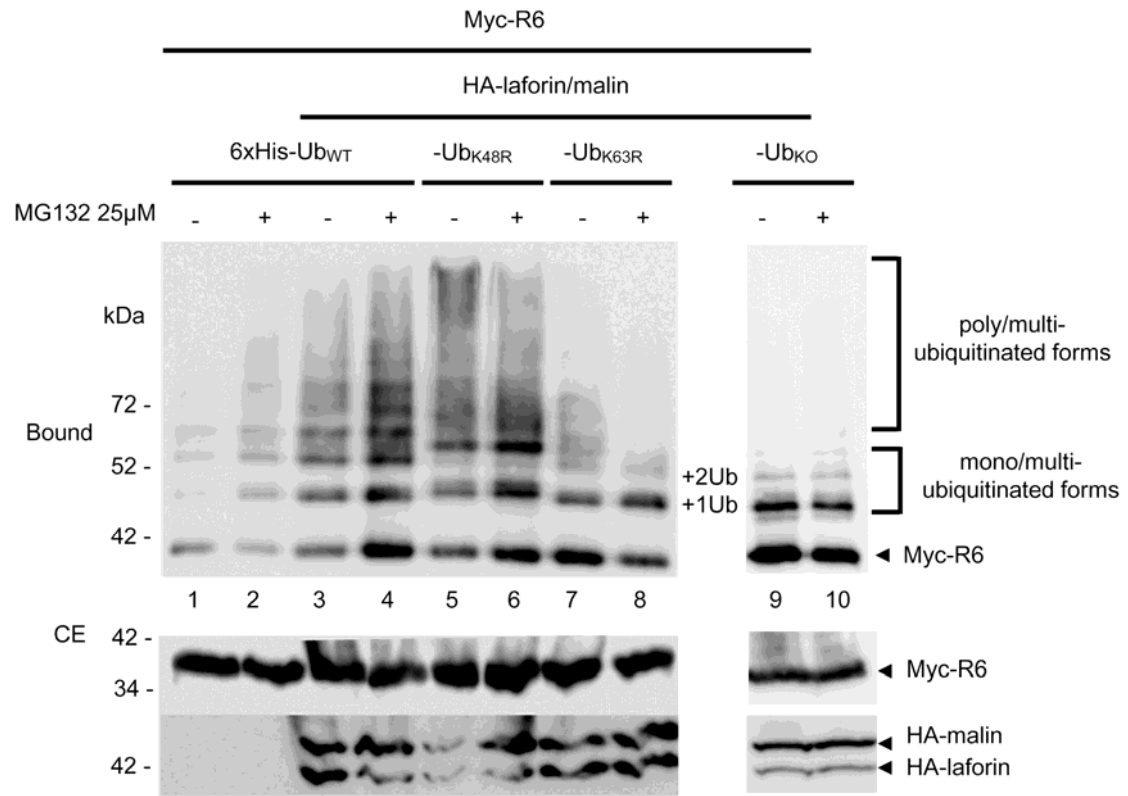 Myc-R6
HA-laforin/malin
6xHis-UbWT -UbK48R -UbK63R -UbKO
MG132 25µM - + - + - + - + - +
kDa
72 -
Bound
52 -
42 -
+2Ub
+1Ub
poly/multi-
ubiquitinated forms
mono/multi-
ubiquitinated forms
Myc-R6
1 2 3 4 5 6 7 8 9 10
CE
42 -
34 -
Myc-R6
42 -
HA-malin
HA-laforin